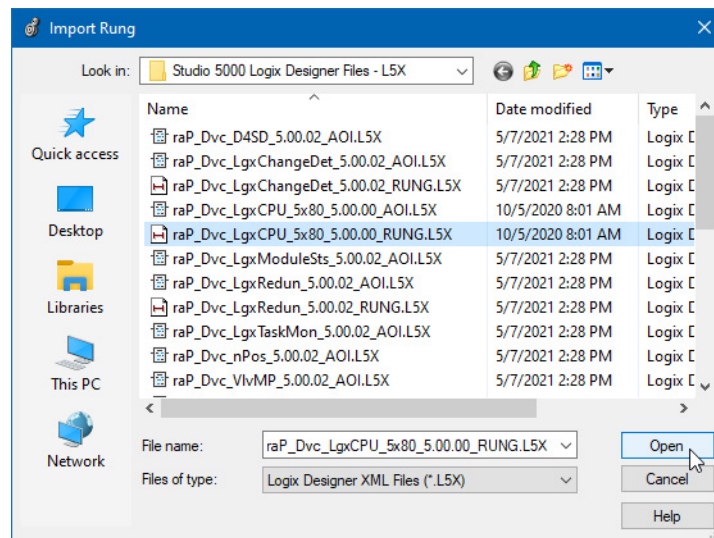 Import Rung
Look in: Studio 5000 Logix Designer Files - L5X
Name Date modified Type
raP_Dvc_D4SD_5.00.02_AOI.L5X 5/7/2021 2:28 PM Logix D
raP_Dvc_LgxChangeDet_5.00.02_AOI.L5X 5/7/2021 2:28 PM Logix D
raP_Dvc_LgxChangeDet_5.00.02_RUNG.L5X 5/7/2021 2:28 PM Logix D
raP_Dvc_LgxCPU_5x80_5.00.00_AOI.L5X 10/5/2020 8:01 AM Logix D
raP_Dvc_LgxCPU_5x80_5.00.00_RUNG.L5X 10/5/2020 8:01 AM Logix D
raP_Dvc_LgxModuleSts_5.00.02_AOI.L5X 5/7/2021 2:28 PM Logix D
raP_Dvc_LgxRedun_5.00.02_AOI.L5X 5/7/2021 2:28 PM Logix D
raP_Dvc_LgxRedun_5.00.02_RUNG.L5X 5/7/2021 2:28 PM Logix D
raP_Dvc_LgxTaskMon_5.00.02_AOI.L5X 5/7/2021 2:28 PM Logix D
raP_Dvc_nPos_5.00.02_AOI.L5X 5/7/2021 2:28 PM Logix D
raP_Dvc_VlvMP_5.00.02_AOI.L5X 5/7/2021 2:28 PM Logix D
Quick access
Desktop
Libraries
This PC
Network
File name: raP_Dvc_LgxCPU_5x80_5.00.00_RUNG.L5X Open
Files of type: Logix Designer XML Files (*.L5X) Cancel
Help